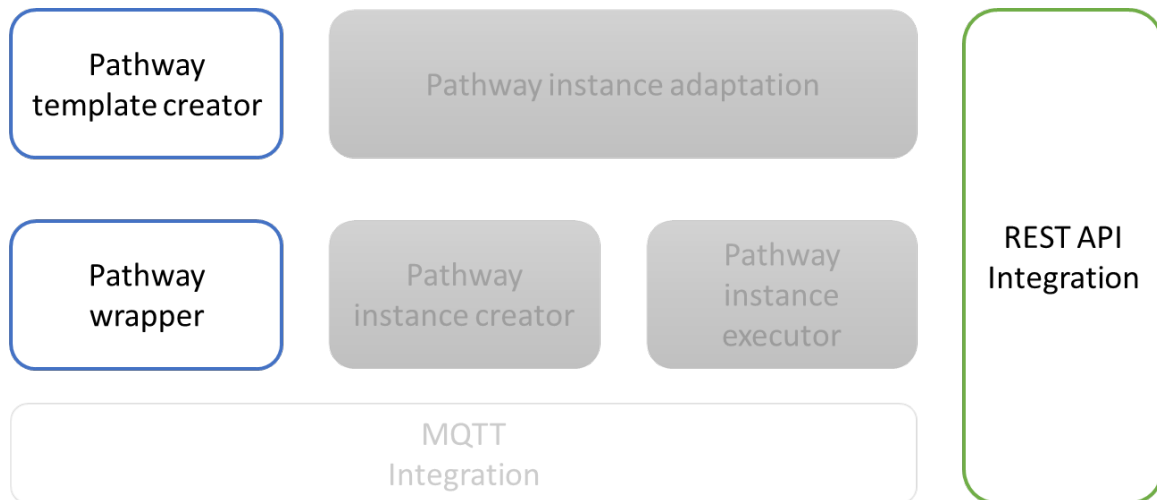 Pathway
template creator
Pathway instance adaptation
Pathway
wrapper
Pathway
instance creator
Pathway
instance
executor
REST API
Integration
MQTT
Integration